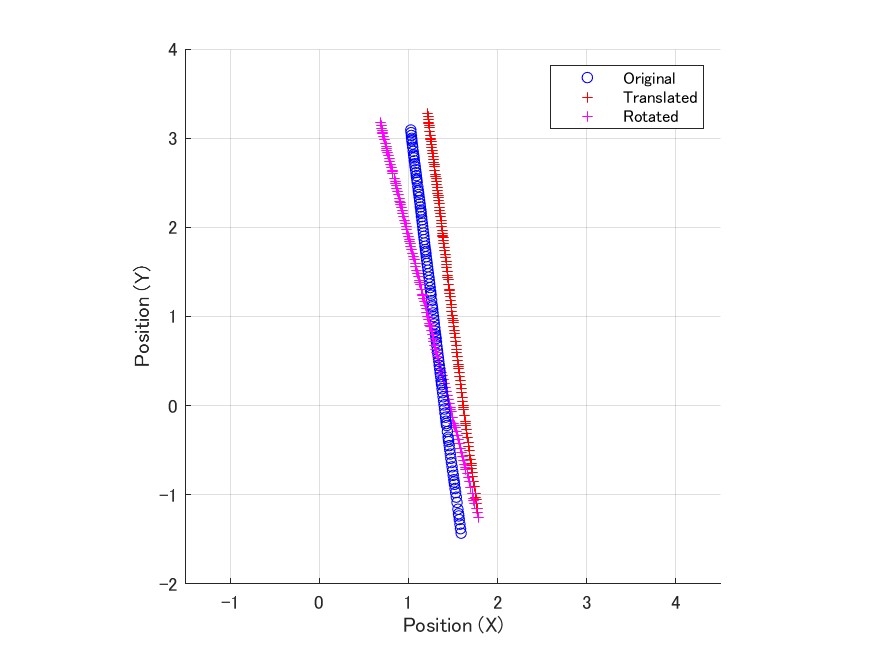 4
3
2
1
0
−1
−2
−1
0
1
2
3
4
Position (Y)
Position (X)
Original
Translated
Rotated